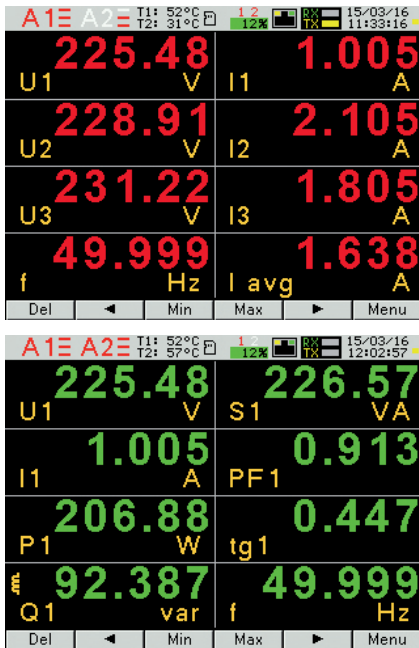 A1 A2 T1: 52°C T2: 31°C 1 2 12% RX TX 15/03/16 11:33:16
225.48 1.005
U1 V I1 A
228.91 2.105
U2 V I2 A
231.22 1.805
U3 V I3 A
49.999 1.638
f Hz I avg A
Del ◄ Min Max ► Menu
A1 A2 T1: 52°C T2: 57°C 1 2 12% RX TX 15/03/16 12:02:57
225.48 226.57
U1 V S1 VA
1.005 0.913
I1 A PF1
206.88 0.447
P1 W tg1
92.387 49.999
Q1 var f Hz
Del ◄ Min Max ► Menu